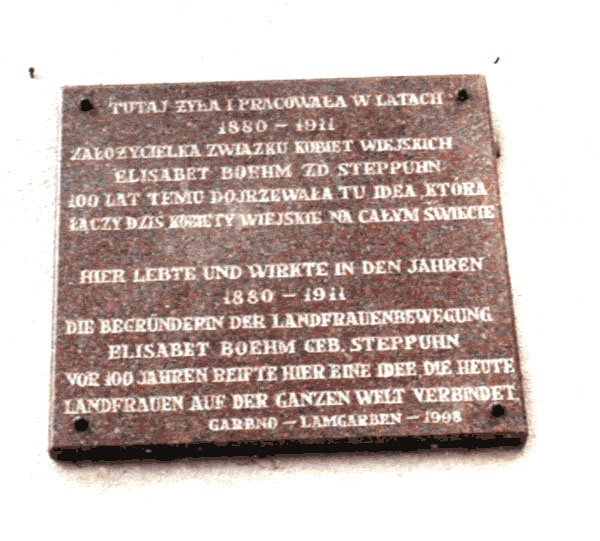 TUTAJ ŻYŁA I PRACOWAŁA W LATACH
1880 – 1911
ZAŁOŻYCIELKA ZWIĄZKU KOBIET WIEJSKICH
ELISABET BOEHM ZD STEPPUHN
100 LAT TEMU DOJRZEWAŁA TU IDEA KTÓRA
ŁĄCZY DZIŚ KOBIETY WIEJSKIE NA CAŁYM ŚWIECIE
HIER LEBTE UND WIRKTE IN DEN JAHREN
1880 – 1911
DIE BEGRÜNDERIN DER LANDFRAUENBEWEGUNG
ELISABET BOEHM GEB. STEPPUHN
VOR 100 JAHREN REIFTE HIER EINE IDEE, DIE HEUTE
LANDFRAUEN AUF DER GANZEN WELT VERBINDET.
GARBNO – LAMGARBEN – 1998